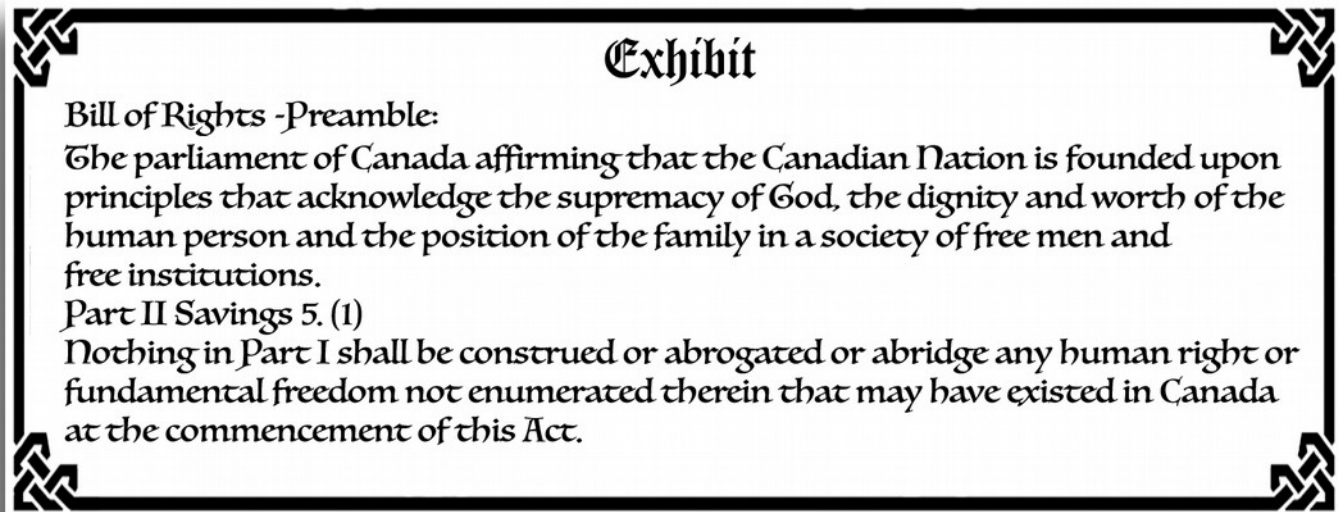 Exhibit
Bill of Rights -Preamble:
The parliament of Canada affirming that the Canadian Nation is founded upon
principles that acknowledge the supremacy of God, the dignity and worth of the
human person and the position of the family in a society of free men and
free institutions.
Part II Savings 5. (1)
Nothing in Part I shall be construed or abrogated or abridge any human right or
fundamental freedom not enumerated therein that may have existed in Canada
at the commencement of this Act.